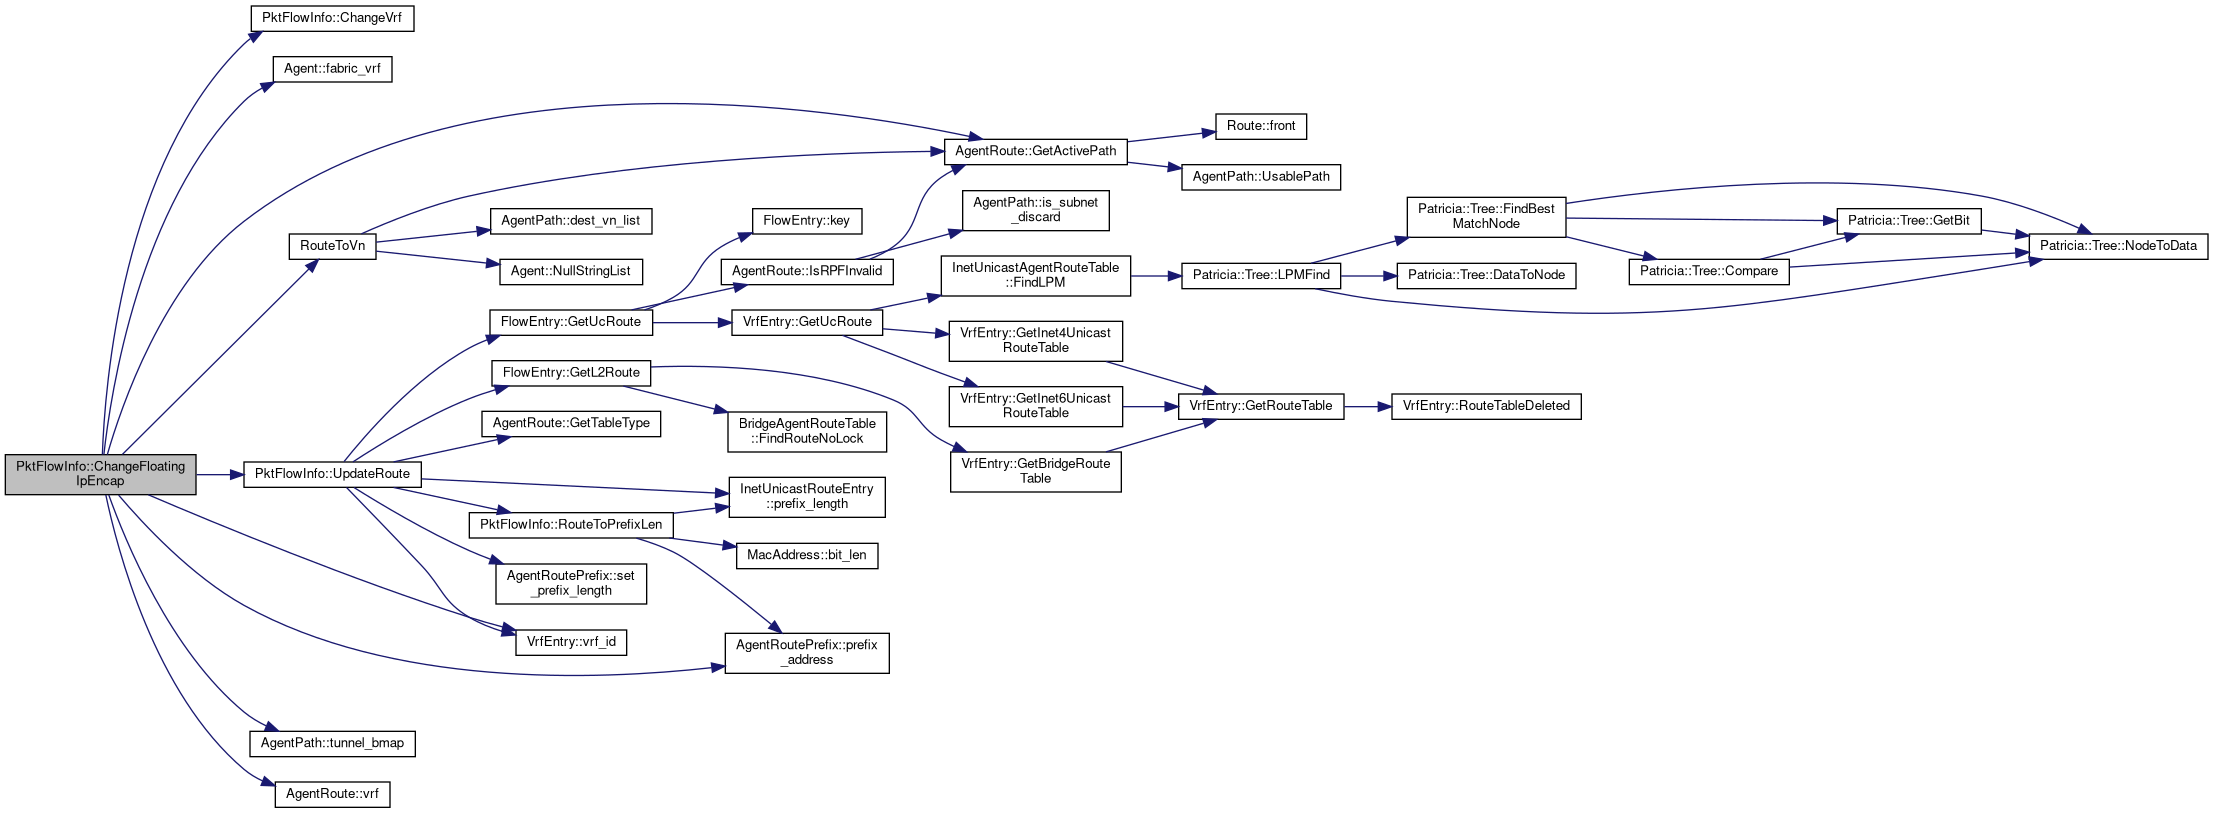 PktFlowInfo::ChangeFloating
IpEncap
PktFlowInfo::ChangeVrf
Agent::fabric_vrf
RouteToVn
PktFlowInfo::UpdateRoute
AgentPath::tunnel_bmap
AgentRoute::vrf
AgentPath::dest_vn_list
Agent::NullStringList
FlowEntry::GetUcRoute
FlowEntry::GetL2Route
AgentRoute::GetTableType
PktFlowInfo::RouteToPrefixLen
AgentRoutePrefix::set
_prefix_length
VrfEntry::vrf_id
FlowEntry::key
AgentRoute::IsRPFInvalid
VrfEntry::GetUcRoute
BridgeAgentRouteTable
::FindRouteNoLock
InetUnicastRouteEntry
::prefix_length
MacAddress::bit_len
AgentRoutePrefix::prefix
_address
AgentRoute::GetActivePath
AgentPath::is_subnet
_discard
InetUnicastAgentRouteTable
::FindLPM
VrfEntry::GetInet4Unicast
RouteTable
VrfEntry::GetInet6Unicast
RouteTable
VrfEntry::GetBridgeRoute
Table
Route::front
AgentPath::UsablePath
Patricia::Tree::LPMFind
VrfEntry::GetRouteTable
Patricia::Tree::FindBest
MatchNode
Patricia::Tree::DataToNode
VrfEntry::RouteTableDeleted
Patricia::Tree::Compare
Patricia::Tree::GetBit
Patricia::Tree::NodeToData